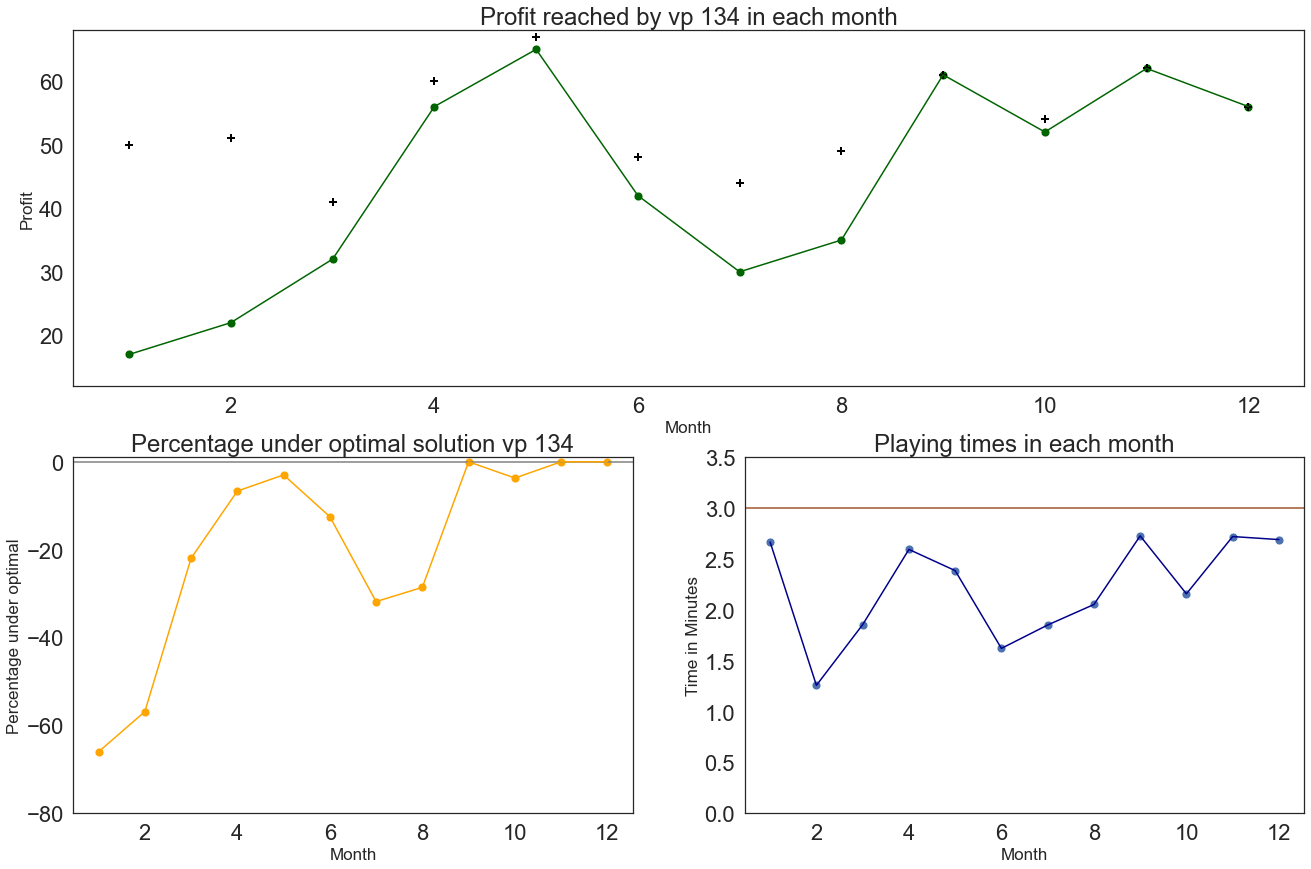 Profit reached by vp 134 in each month
Profit
60
50
40
30
20
2 4 6 8 10 12
Month
Percentage under optimal solution vp 134
Percentage under optimal
0
−20
−40
−60
−80
2 4 6 8 10 12
Month
Playing times in each month
Time in Minutes
3.5
3.0
2.5
2.0
1.5
1.0
0.5
0.0
2 4 6 8 10 12
Month